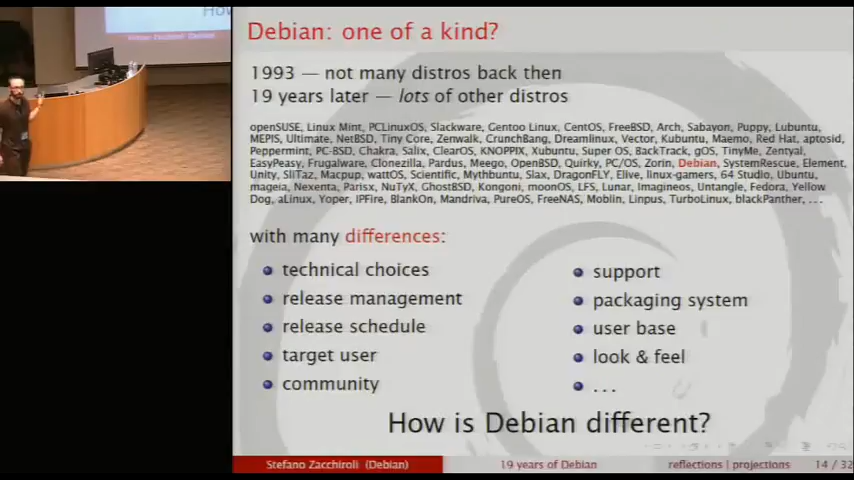 Debian: one of a kind?
1993 — not many distros back then
19 years later — lots of other distros
openSUSE, Linux Mint, PCLinuxOS, Slackware, Gentoo Linux, CentOS, FreeBSD, Arch, Sabayon, Puppy, Lubuntu,
MEPIS, Ultimate, NetBSD, Tiny Core, Zenwalk, CrunchBang, Dreamlinux, Vector, Kubuntu, Maemo, Red Hat, aptosid,
Peppermint, PC-BSD, Chakra, Salix, ClearOS, KNOPPIX, Xubuntu, Super OS, BackTrack, gOS, TinyMe, Zentyal,
EasyPeasy, Frugalware, Clonezilla, Pardus, Meego, OpenBSD, Quirky, PC/OS, Zorin, Debian, SystemRescue, Element,
Unity, SliTaz, Macpup, wattOS, Scientific, Mythbuntu, Slax, DragonFLY, Elive, linux-gamers, 64 Studio, Ubuntu,
mageia, Nexenta, Parisx, NuTyX, GhostBSD, Kongoni, moonOS, LFS, Lunar, Imagineos, Untangle, Fedora, Yellow
Dog, aLinux, Yoper, IPFire, BlankOn, Mandriva, PureOS, FreeNAS, Moblin, Linpus, TurboLinux, blackPanther, ...
with many differences:
technical choices
release management
release schedule
target user
community
support
packaging system
user base
look & feel
...
How is Debian different?
Stefano Zacchiroli (Debian)
19 years of Debian
reflections | projections
14 / 32